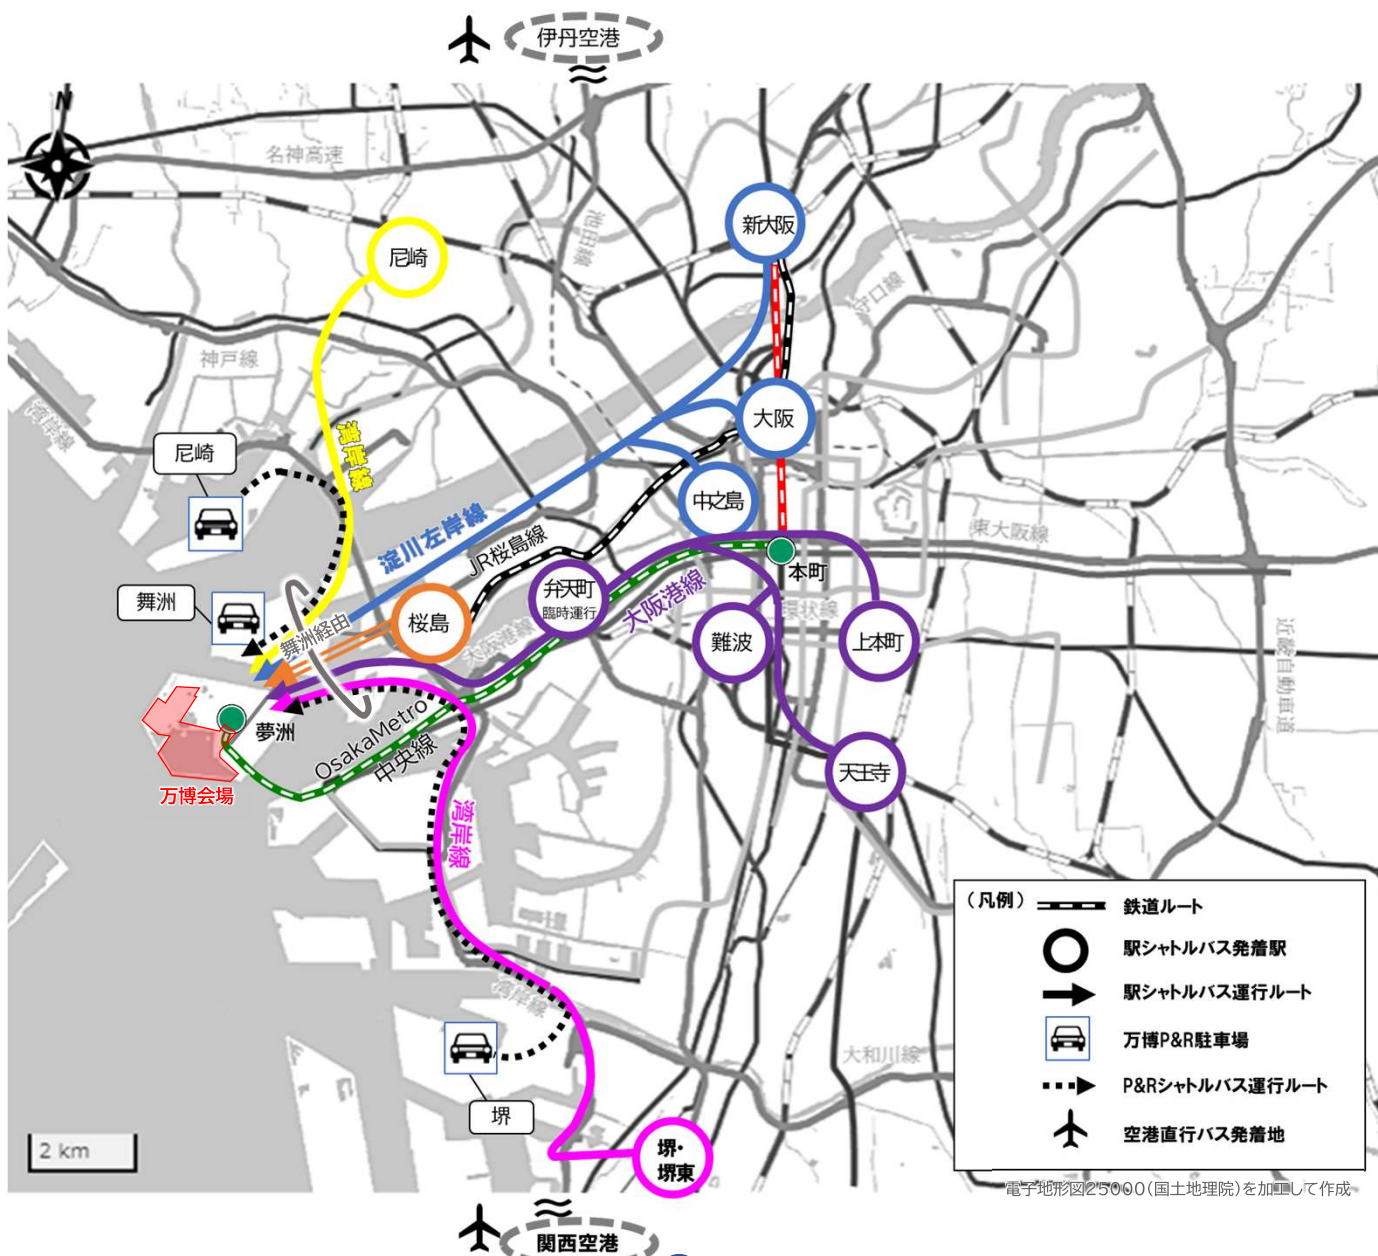 伊丹空港
N
名神高速
池田線
新大阪
尼崎
守口線
神戸線
湾岸線
大阪
湾岸線
尼崎
中之島
淀川左岸線
JR桜島線
東大阪線
本町
弁天町
臨時運行
大阪港線
舞洲
環状線
桜島
舞洲経由
大阪港線
難波
上本町
近畿自動車道
夢洲
OsakaMetro
中央線
天王寺
万博会場
湾岸線
湾岸線
大和川線
堺
2 km
堺・
堺東
(凡例)
鉄道ルート
駅シャトルバス発着駅
駅シャトルバス運行ルート
万博P&R駐車場
P&Rシャトルバス運行ルート
空港直行バス発着地
電子地形図25000(国土地理院)を加工して作成
関西空港